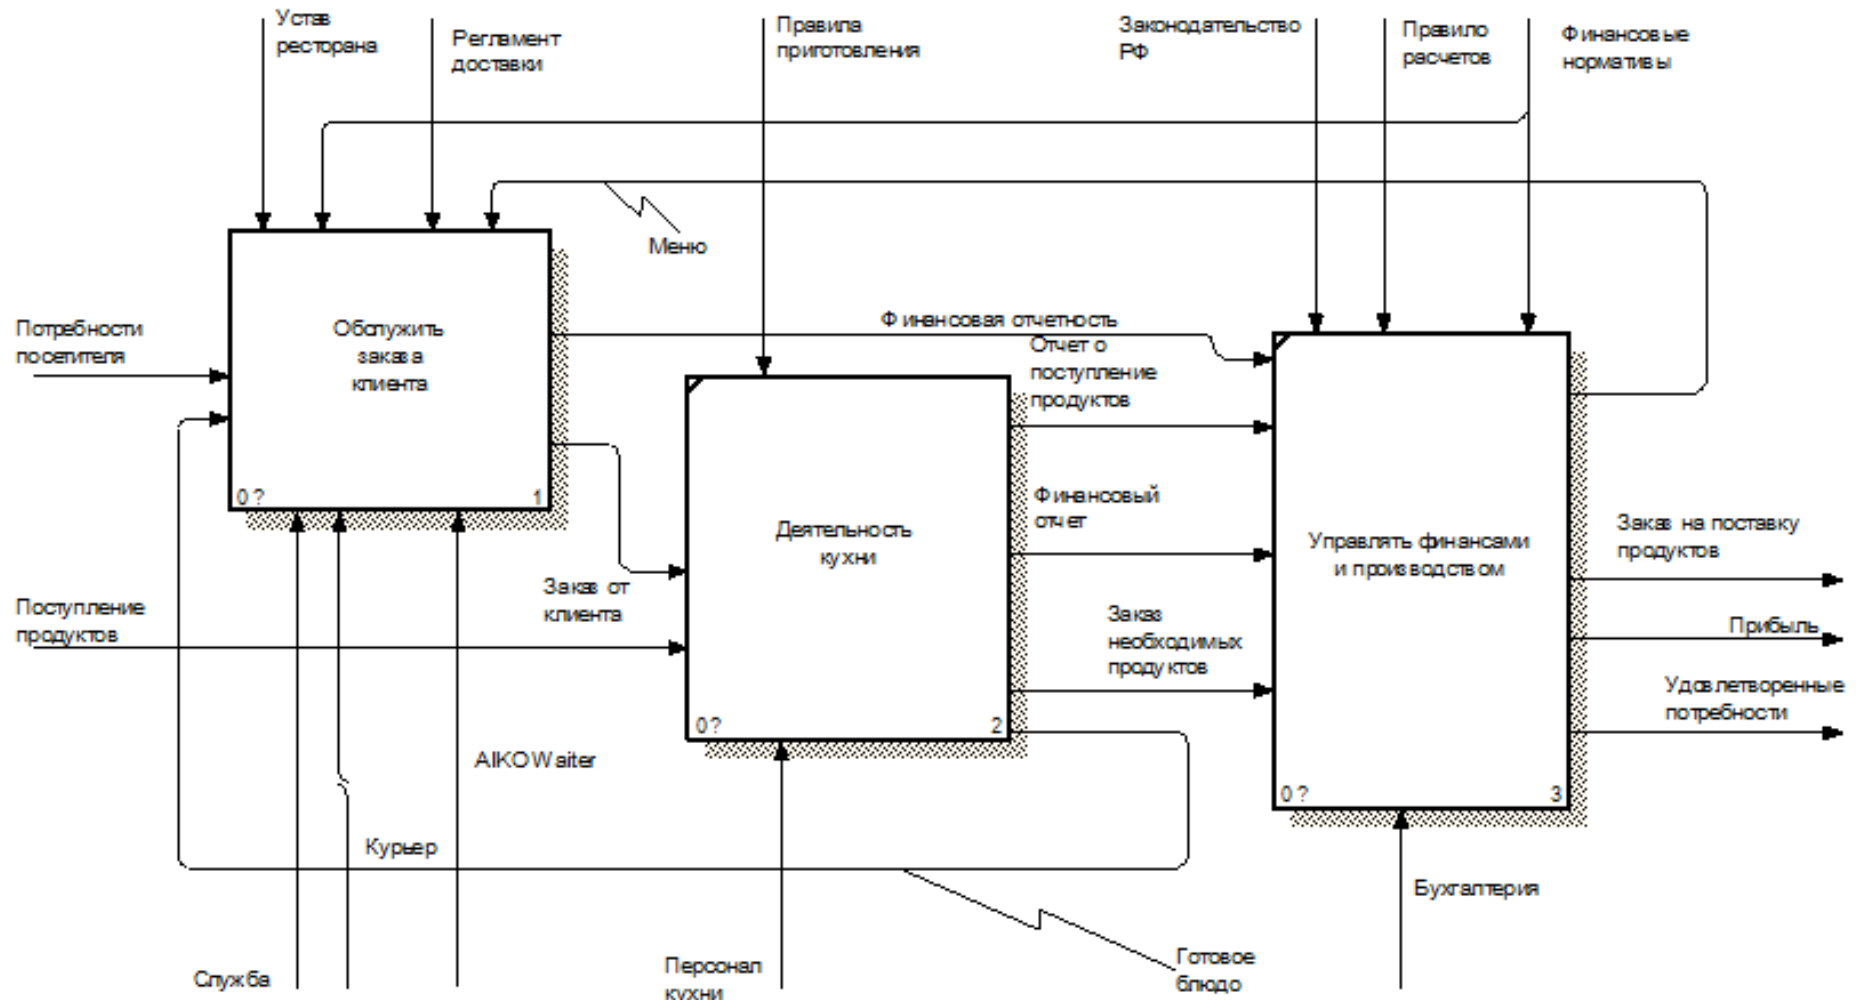 Устав
ресторана
Регламент
доставки
Правила
приготовления
Законодательство
РФ
Правило
расчетов
Финансовые
нормативы
Меню
Потребности
посетителя
Обслужить
заказа
клиента
0 ?
1
Финансовая отчетность
Отчет о
поступление
продуктов
Деятельность
кухни
0 ?
2
Финансовый
отчет
Заказ
необходимых
продуктов
Управлять финансами
и производством
0 ?
3
Заказ на поставку
продуктов
Прибыль
Удовлетворенные
потребности
Заказ от
клиента
Поступление
продуктов
AIKOWaiter
Курьер
Служба
Персонал
кухни
Готовое
блюдо
Бухгалтерия